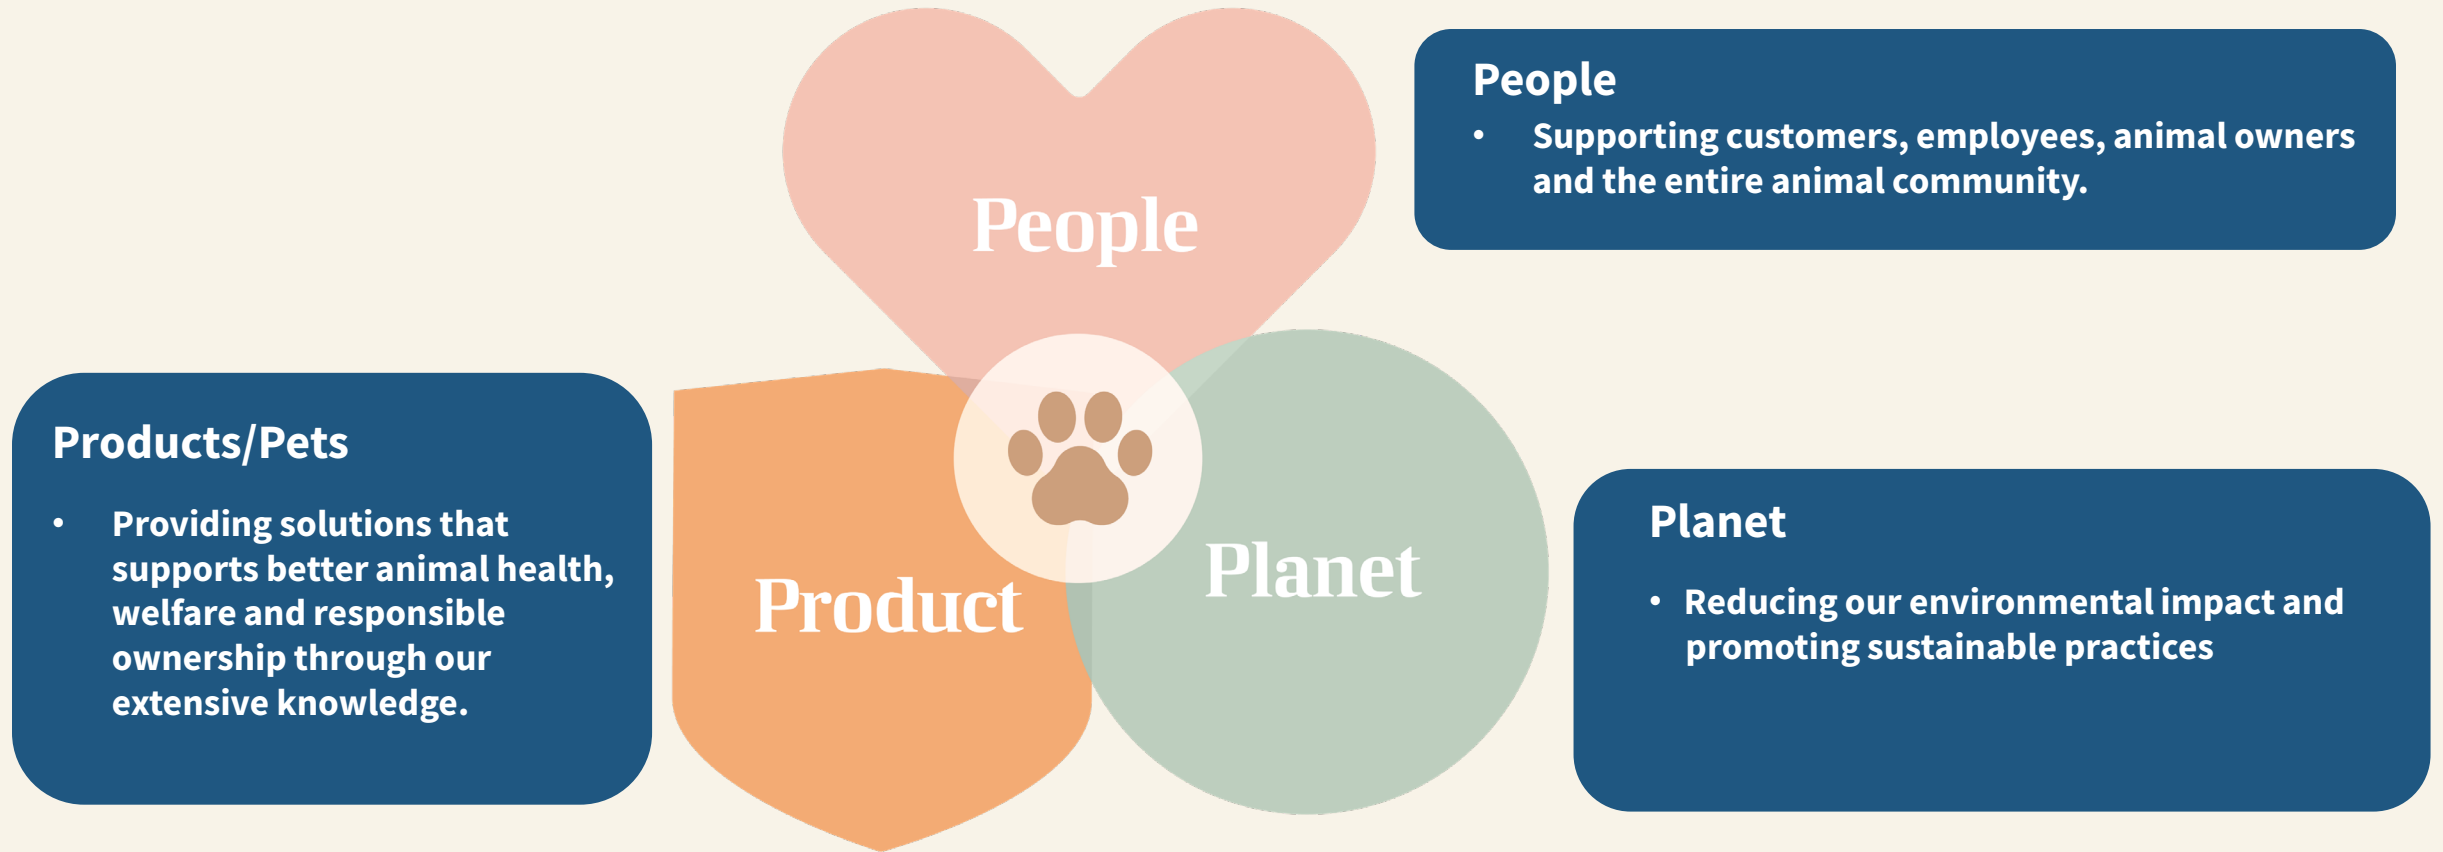 People
• Supporting customers, employees, animal owners
and the entire animal community.
People
Products/Pets
• Providing solutions that
supports better animal health,
welfare and responsible
ownership through our
extensive knowledge.
Product
Planet
Planet
• Reducing our environmental impact and
promoting sustainable practices